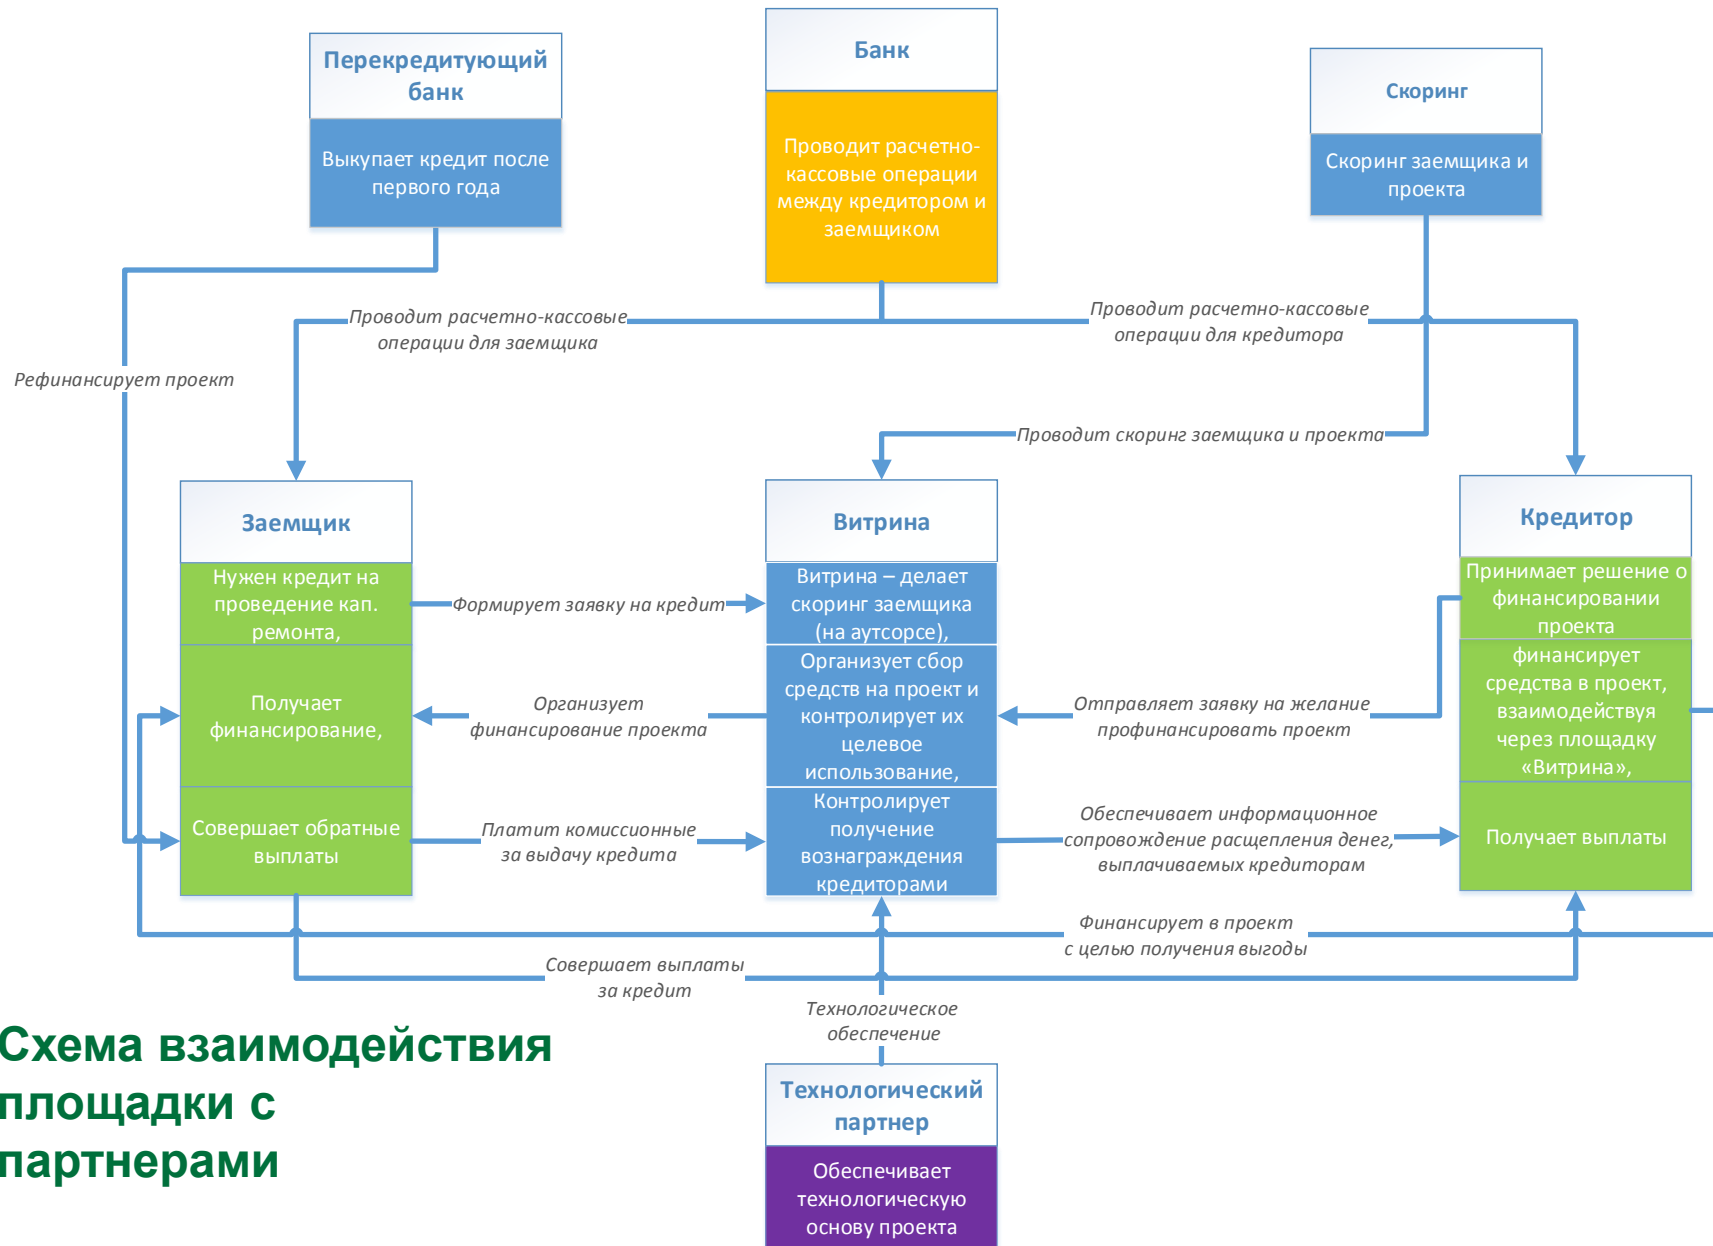 Перекредитующий
банк
Выкупает кредит после
первого года
Банк
Проводит расчетно-
кассовые операции
между кредитором и
заемщиком
Скоринг
Скоринг заемщика и
проекта
Проводит расчетно-кассовые
операции для заемщика
Проводит расчетно-кассовые
операции для кредитора
Рефинансирует проект
Проводит скоринг заемщика и проекта
Заемщик
Нужен кредит на
проведение кап.
ремонта,
Получает
финансирование,
Совершает обратные
выплаты
Формирует заявку на кредит
Организует
финансирование проекта
Платит комиссионные
за выдачу кредита
Витрина
Витрина – делает
скоринг заемщика
(на аутсорсе),
Организует сбор
средств на проект и
контролирует их
целевое
использование,
Контролирует
получение
вознаграждения
кредиторами
Отправляет заявку на желание
профинансировать проект
Обеспечивает информационное
сопровождение расщепления денег,
выплачиваемых кредиторам
Кредитор
Принимает решение о
финансировании
проекта
финансирует
средства в проект,
взаимодействуя
через площадку
«Витрина»,
Получает выплаты
Финансирует в проект
с целью получения выгоды
Совершает выплаты
за кредит
Технологическое
обеспечение
Технологический
партнер
Обеспечивает
технологическую
основу проекта
Схема взаимодействия
площадки с
партнерами